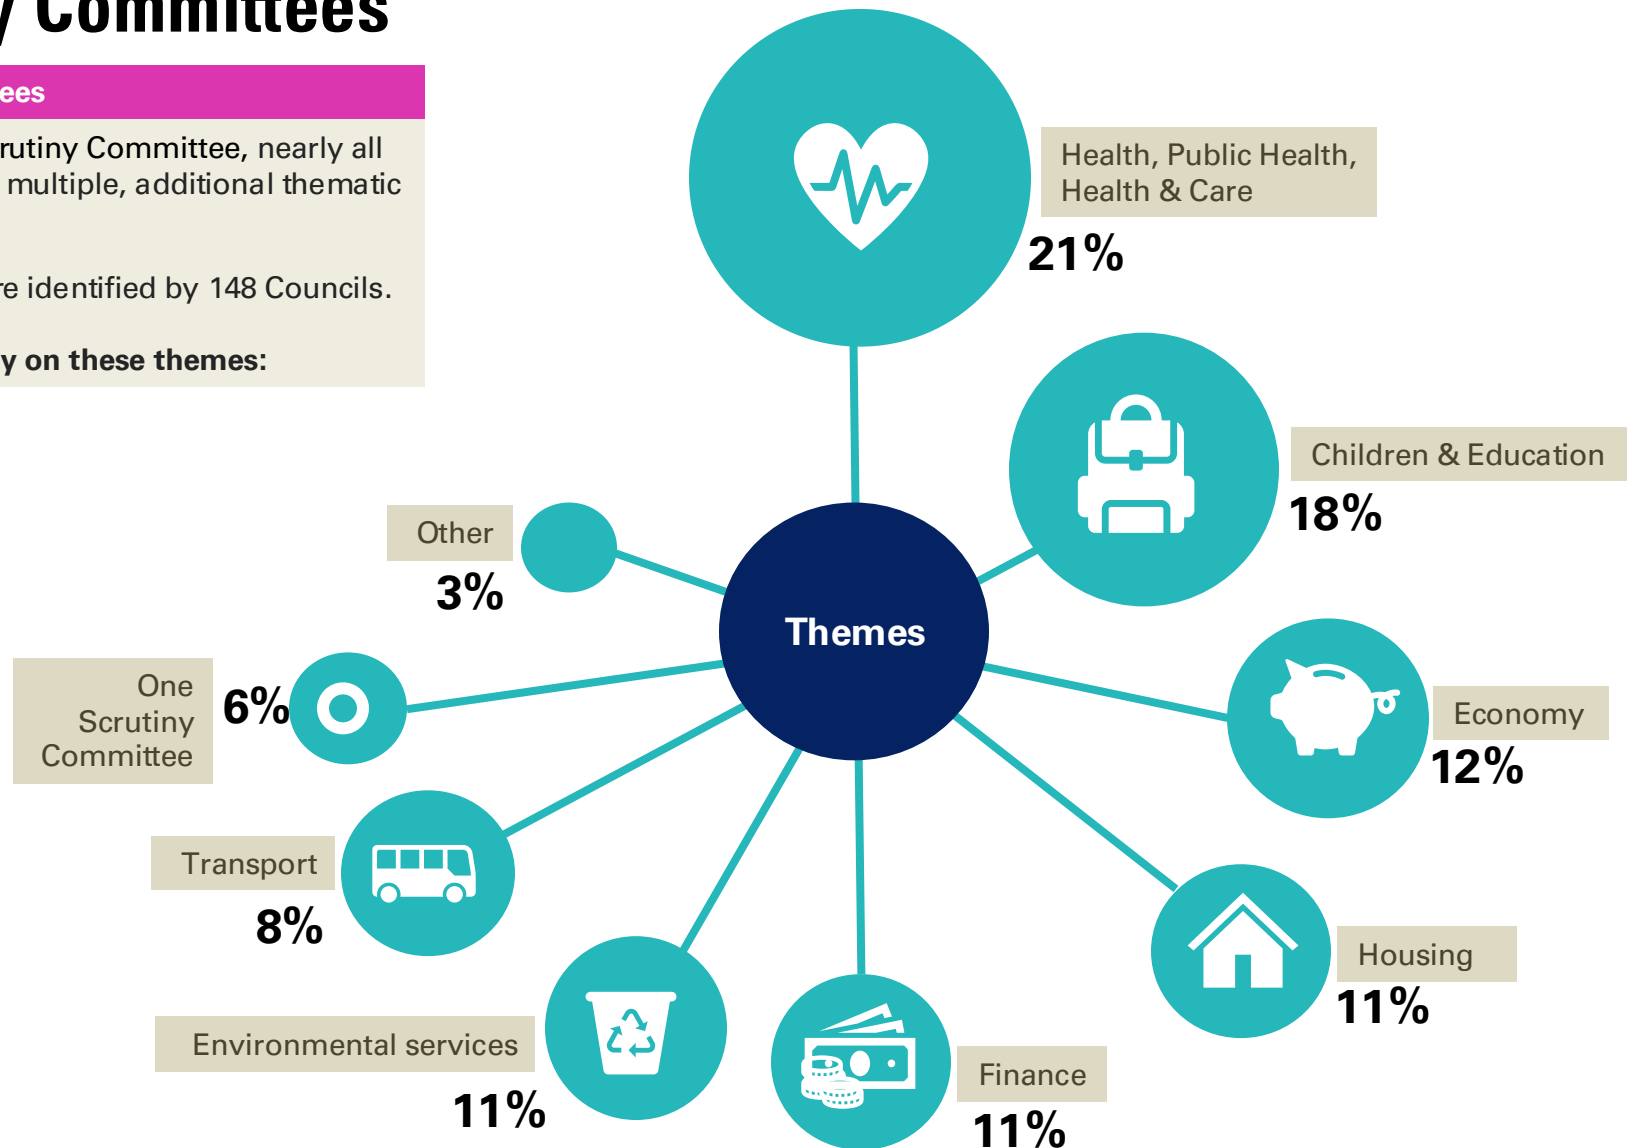 y Committees
ees
rutiny Committee, nearly all
multiple, additional thematic
re identified by 148 Councils.
y on these themes:
Health, Public Health,
Health & Care
21%
Children & Education
18%
Economy
12%
Housing
11%
Finance
11%
Environmental services
11%
Transport
8%
One
Scrutiny
Committee
6%
Other
3%
Themes